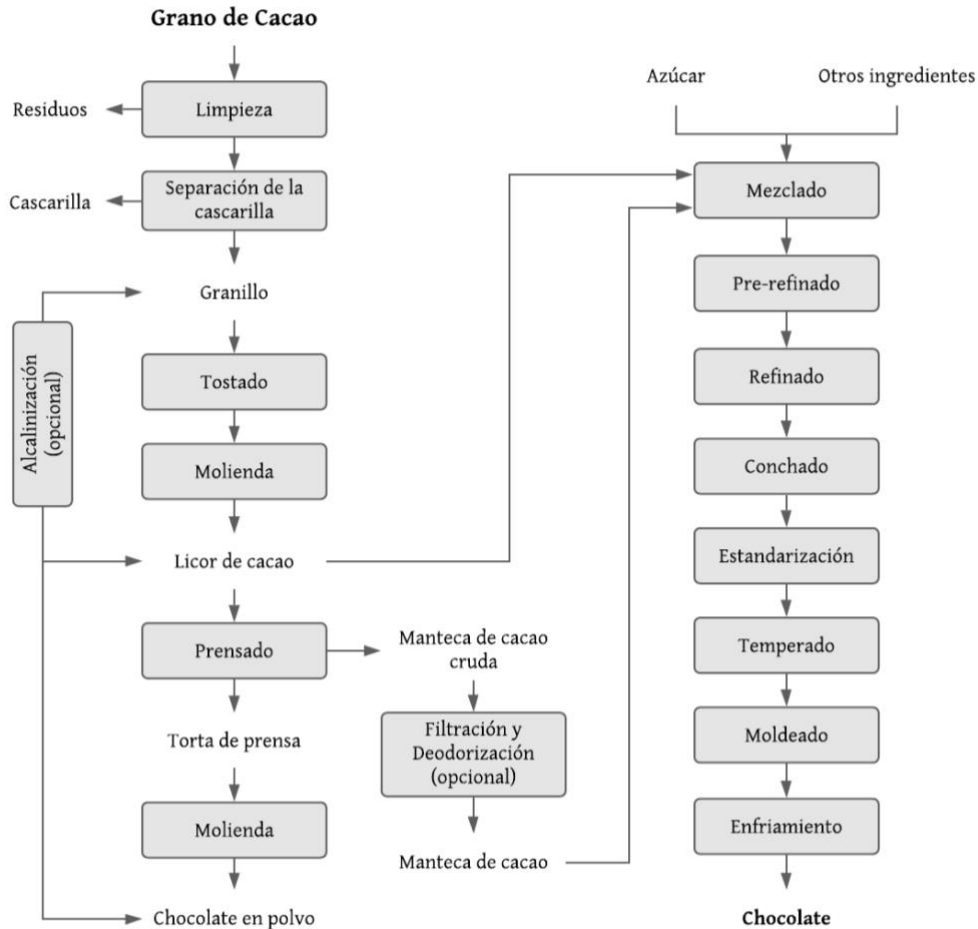 Grano de Cacao
Residuos
Limpieza
Cascarilla
Separación de la
cascarilla
Granillo
Alcalinización
(opcional)
Tostado
Molienda
Licor de cacao
Prensado
Manteca de cacao
cruda
Torta de prensa
Filtración y
Deodorización
(opcional)
Molienda
Manteca de cacao
Chocolate en polvo
Azúcar
Otros ingredientes
Mezclado
Pre-refinado
Refinado
Conchado
Estandarización
Temperado
Moldeado
Enfriamiento
Chocolate